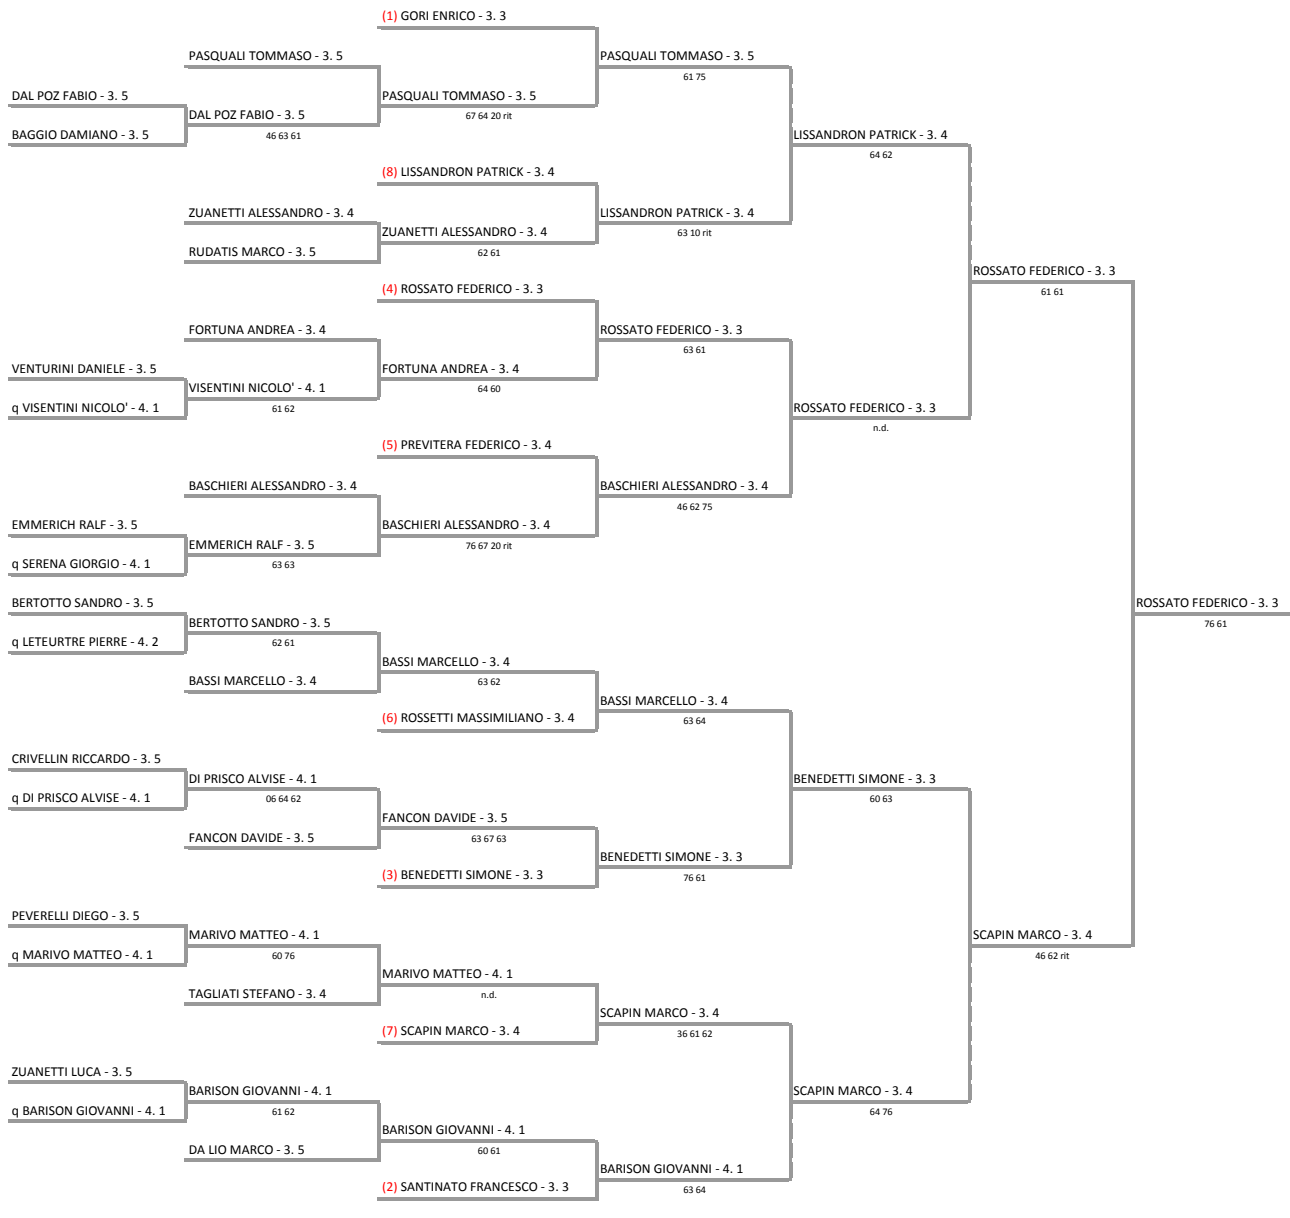 (1) GORI ENRICO - 3. 3
PASQUALI TOMMASO - 3. 5
PASQUALI TOMMASO - 3. 5
61 75
DAL POZ FABIO - 3. 5
PASQUALI TOMMASO - 3. 5
67 64 20 rit
DAL POZ FABIO - 3. 5
46 63 61
BAGGIO DAMIANO - 3. 5
LISSANDRON PATRICK - 3. 4
64 62
(8) LISSANDRON PATRICK - 3. 4
ZUANETTI ALESSANDRO - 3. 4
LISSANDRON PATRICK - 3. 4
63 10 rit
ZUANETTI ALESSANDRO - 3. 4
62 61
RUDATIS MARCO - 3. 5
ROSSATO FEDERICO - 3. 3
61 61
(4) ROSSATO FEDERICO - 3. 3
FORTUNA ANDREA - 3. 4
ROSSATO FEDERICO - 3. 3
63 61
VENTURINI DANIELE - 3. 5
FORTUNA ANDREA - 3. 4
64 60
VISENTINI NICOLO' - 4. 1
61 62
q VISENTINI NICOLO' - 4. 1
ROSSATO FEDERICO - 3. 3
n.d.
(5) PREVITERA FEDERICO - 3. 4
BASCHIERI ALESSANDRO - 3. 4
BASCHIERI ALESSANDRO - 3. 4
46 62 75
EMMERICH RALF - 3. 5
BASCHIERI ALESSANDRO - 3. 4
76 67 20 rit
EMMERICH RALF - 3. 5
63 63
q SERENA GIORGIO - 4. 1
BERTOTTO SANDRO - 3. 5
ROSSATO FEDERICO - 3. 3
76 61
BERTOTTO SANDRO - 3. 5
62 61
q LETEURTRE PIERRE - 4. 2
BASSI MARCELLO - 3. 4
63 62
BASSI MARCELLO - 3. 4
BASSI MARCELLO - 3. 4
63 64
(6) ROSSETTI MASSIMILIANO - 3. 4
CRIVELLIN RICCARDO - 3. 5
DI PRISCO ALVISE - 4. 1
06 64 62
BENEDETTI SIMONE - 3. 3
60 63
q DI PRISCO ALVISE - 4. 1
FANCON DAVIDE - 3. 5
63 67 63
FANCON DAVIDE - 3. 5
BENEDETTI SIMONE - 3. 3
76 61
(3) BENEDETTI SIMONE - 3. 3
PEVERELLI DIEGO - 3. 5
MARIVO MATTEO - 4. 1
60 76
SCAPIN MARCO - 3. 4
46 62 rit
q MARIVO MATTEO - 4. 1
MARIVO MATTEO - 4. 1
n.d.
TAGLIATI STEFANO - 3. 4
SCAPIN MARCO - 3. 4
36 61 62
(7) SCAPIN MARCO - 3. 4
ZUANETTI LUCA - 3. 5
BARISON GIOVANNI - 4. 1
61 62
SCAPIN MARCO - 3. 4
64 76
q BARISON GIOVANNI - 4. 1
BARISON GIOVANNI - 4. 1
60 61
DA LIO MARCO - 3. 5
BARISON GIOVANNI - 4. 1
63 64
(2) SANTINATO FRANCESCO - 3. 3